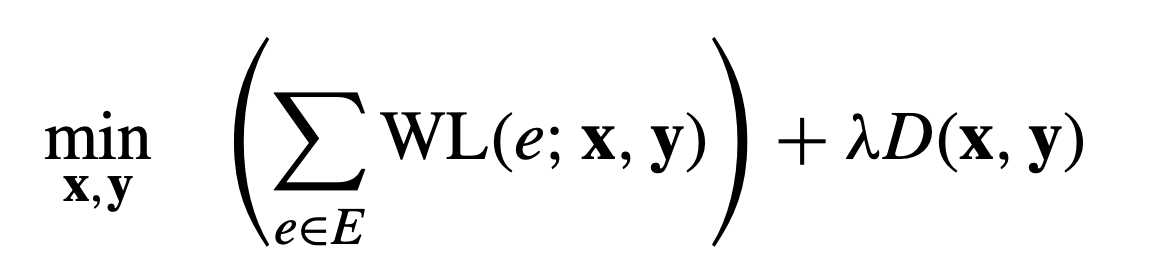 min x,y ( ∑ e∈E WL(e; x, y) ) + λD(x, y)